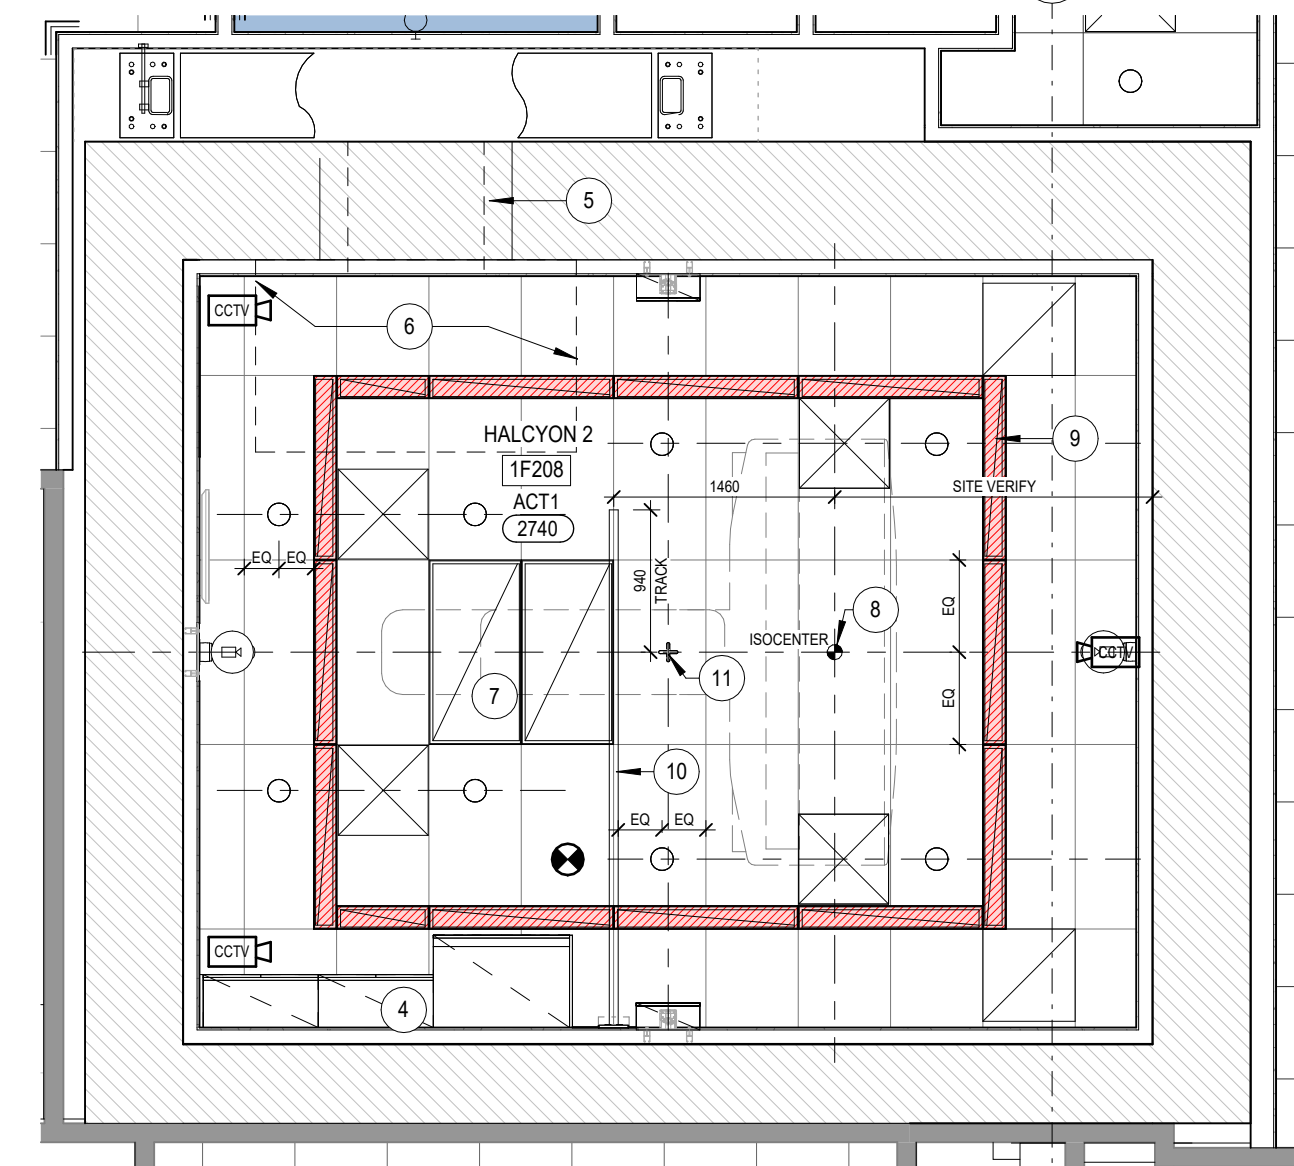 5
CCTV
6
HALCYON 2
1F208
ACT1
2740
9
1460
SITE VERIFY
EQ
EQ
940
TRACK
EQ
8
ISOCENTER
CCTV
11
7
EQ
10
EQ
EQ
CCTV
4